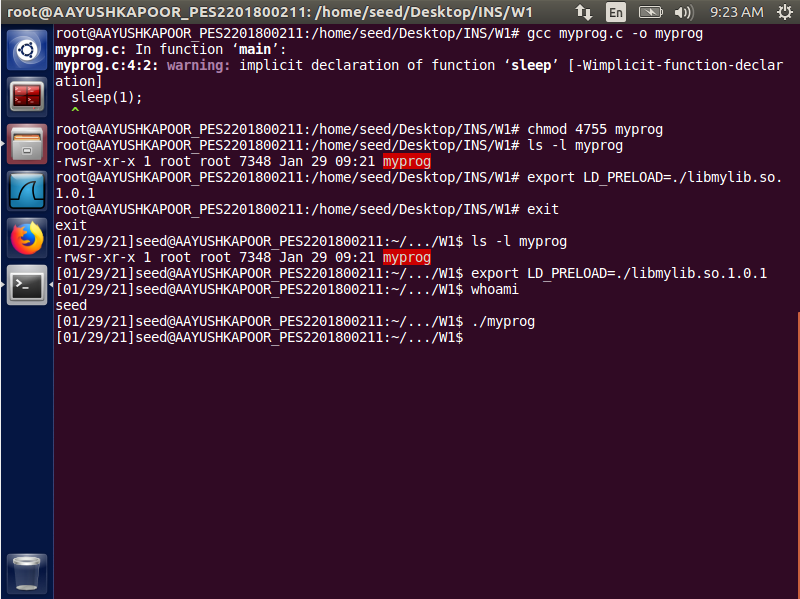 root@AAYUSHKAPOOR_PES2201800211: /home/seed/Desktop/INS/W1
En
9:23 AM
root@AAYUSHKAPOOR_PES2201800211:/home/seed/Desktop/INS/W1# gcc myprog.c -o myprog
myprog.c: In function ‘main’:
myprog.c:4:2: warning: implicit declaration of function ‘sleep’ [-Wimplicit-function-declar
ation]
  sleep(1);
  ^
root@AAYUSHKAPOOR_PES2201800211:/home/seed/Desktop/INS/W1# chmod 4755 myprog
root@AAYUSHKAPOOR_PES2201800211:/home/seed/Desktop/INS/W1# ls -l myprog
-rwsr-xr-x 1 root root 7348 Jan 29 09:21 myprog
root@AAYUSHKAPOOR_PES2201800211:/home/seed/Desktop/INS/W1# export LD_PRELOAD=./libmylib.so.
1.0.1
root@AAYUSHKAPOOR_PES2201800211:/home/seed/Desktop/INS/W1# exit
exit
[01/29/21]seed@AAYUSHKAPOOR_PES2201800211:~/.../W1$ ls -l myprog
-rwsr-xr-x 1 root root 7348 Jan 29 09:21 myprog
[01/29/21]seed@AAYUSHKAPOOR_PES2201800211:~/.../W1$ export LD_PRELOAD=./libmylib.so.1.0.1
[01/29/21]seed@AAYUSHKAPOOR_PES2201800211:~/.../W1$ whoami
seed
[01/29/21]seed@AAYUSHKAPOOR_PES2201800211:~/.../W1$ ./myprog
[01/29/21]seed@AAYUSHKAPOOR_PES2201800211:~/.../W1$